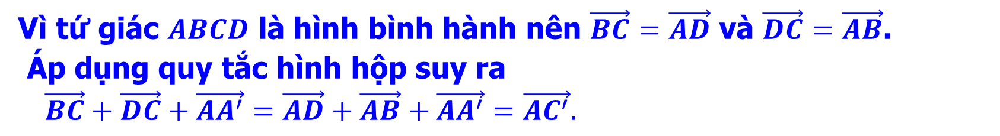 Vì tứ giác 𝑨𝑩𝑪𝑫 là hình bình hành nên $\overrightarrow{BC} = \overrightarrow{AD}$ và $\overrightarrow{DC} = \overrightarrow{AB}$.
Áp dụng quy tắc hình hộp suy ra
$\overrightarrow{BC} + \overrightarrow{DC} + \overrightarrow{AA'} = \overrightarrow{AD} + \overrightarrow{AB} + \overrightarrow{AA'} = \overrightarrow{AC'}$.